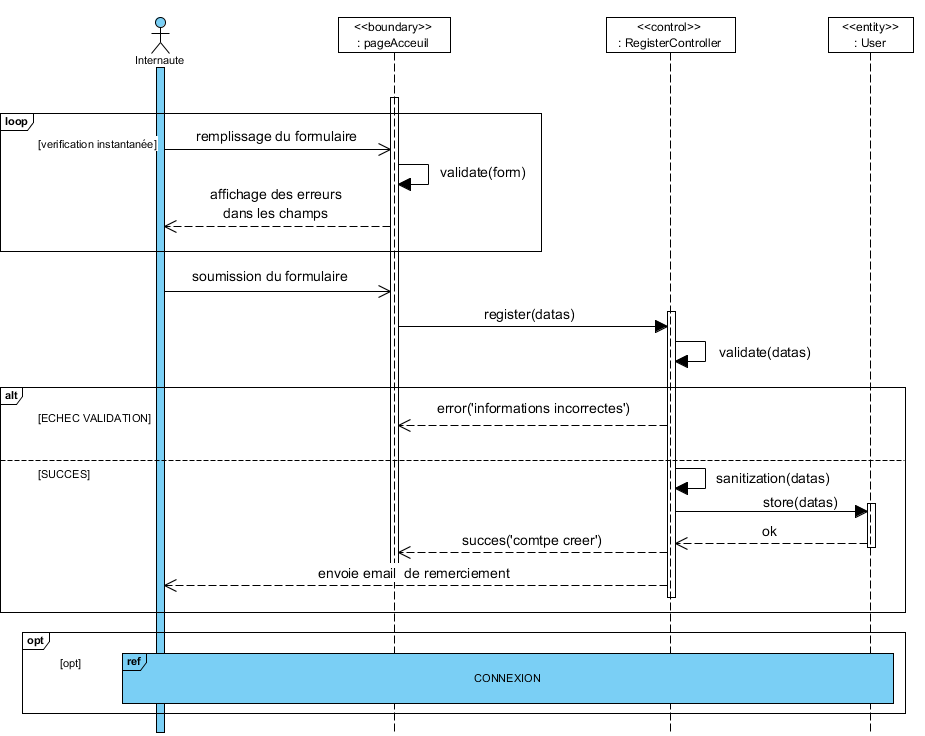 <<boundary>>
: pageAcceuil
<<control>>
: RegisterController
<<entity>>
: User
Internaute
loop
[verification instantanée]
remplissage du formulaire
validate(form)
affichage des erreurs
dans les champs
soumission du formulaire
register(datas)
validate(datas)
alt
[ECHEC VALIDATION]
error('informations incorrectes')
[SUCCES]
sanitization(datas)
store(datas)
ok
succes('comtpe creer')
envoie email de remerciement
opt
[opt]
ref
CONNEXION